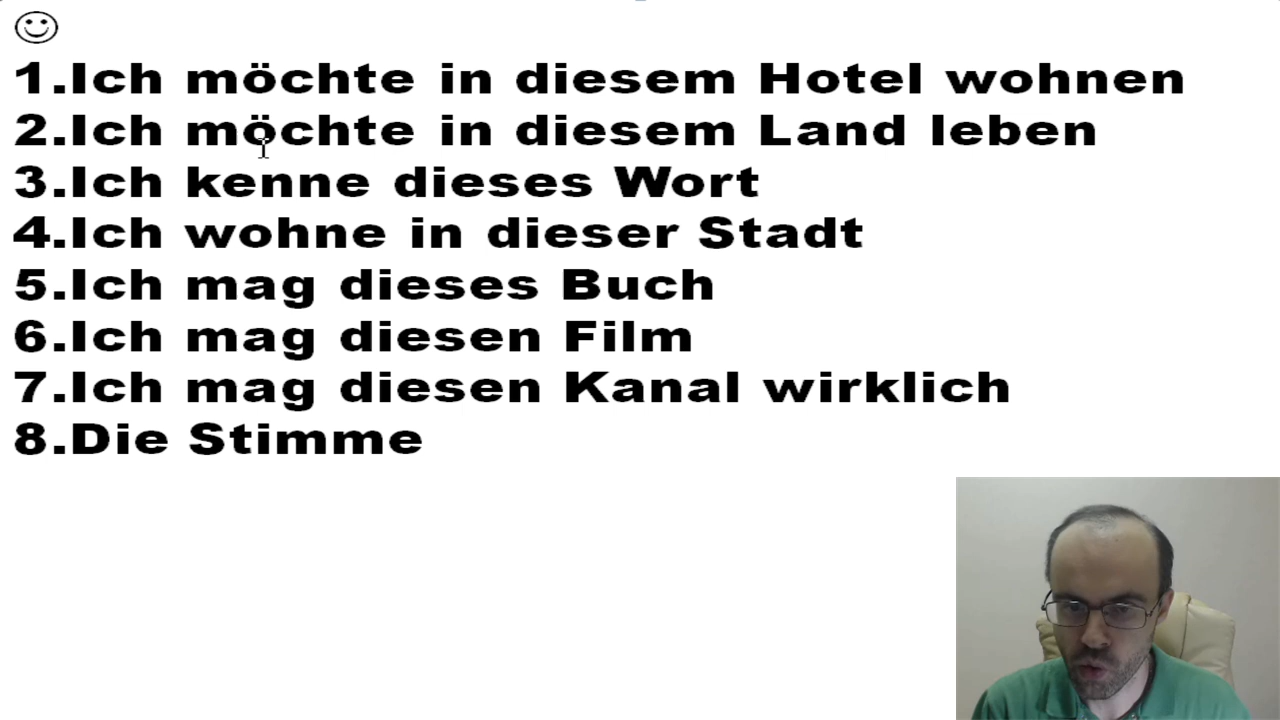 1.Ich möchte in diesem Hotel wohnen
2.Ich möchte in diesem Land leben
3.Ich kenne dieses Wort
4.Ich wohne in dieser Stadt
5.Ich mag dieses Buch
6.Ich mag diesen Film
7.Ich mag diesen Kanal wirklich
8.Die Stimme